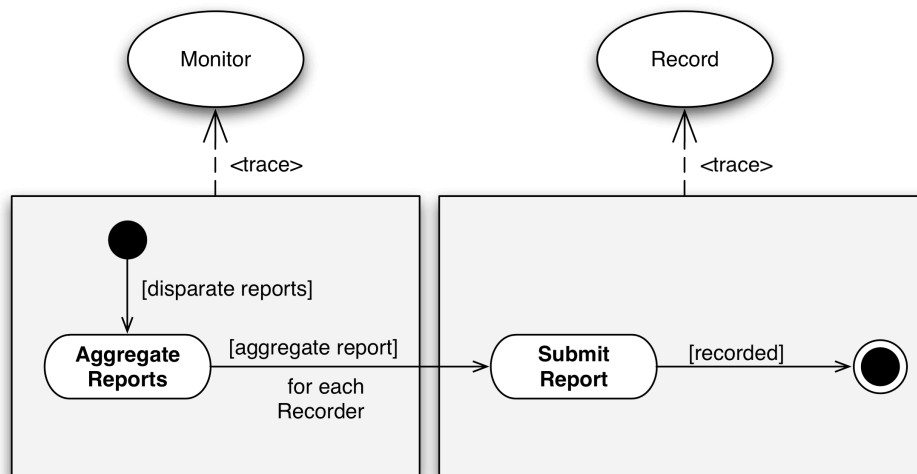 Monitor
Record
<trace>
<trace>
[disparate reports]
Aggregate
Reports
[aggregate report]
for each
Recorder
Submit
Report
[recorded]